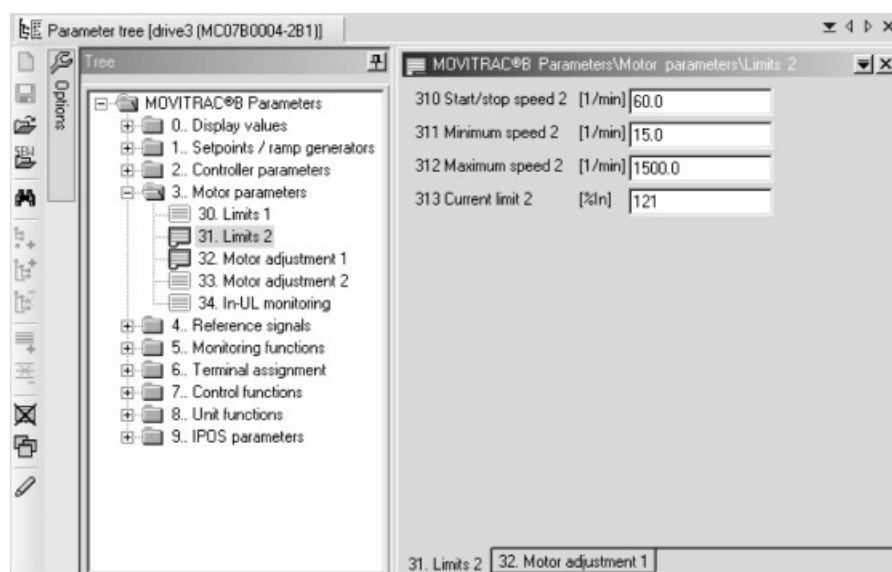 Parameter tree [drive3 (MC07B0004-2B1)]
Options
SEW
Tree
MOVITRAC®B Parameters
0.. Display values
1.. Setpoints / ramp generators
2.. Controller parameters
3.. Motor parameters
30. Limits 1
31. Limits 2
32. Motor adjustment 1
33. Motor adjustment 2
34. In-UL monitoring
4.. Reference signals
5.. Monitoring functions
6.. Terminal assignment
7.. Control functions
8.. Unit functions
9.. IPOS parameters
MOVITRAC®B Parameters\Motor parameters\Limits 2
310 Start/stop speed 2 [1/min] 60.0
311 Minimum speed 2 [1/min] 15.0
312 Maximum speed 2 [1/min] 1500.0
313 Current limit 2 [%In] 121
31. Limits 2 32. Motor adjustment 1